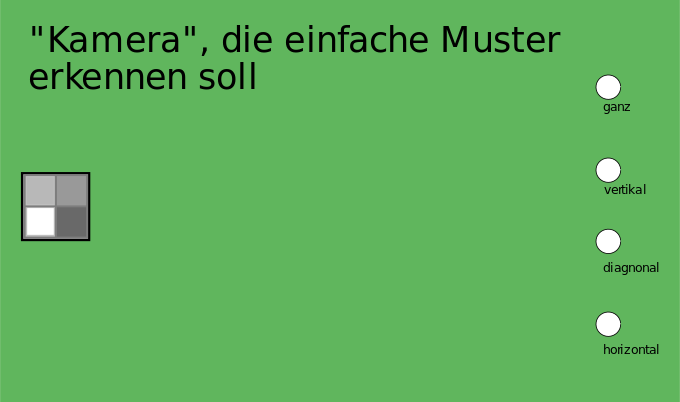 "Kamera", die einfache Muster
erkennen soll
ganz
vertikal
diagnonal
horizontal